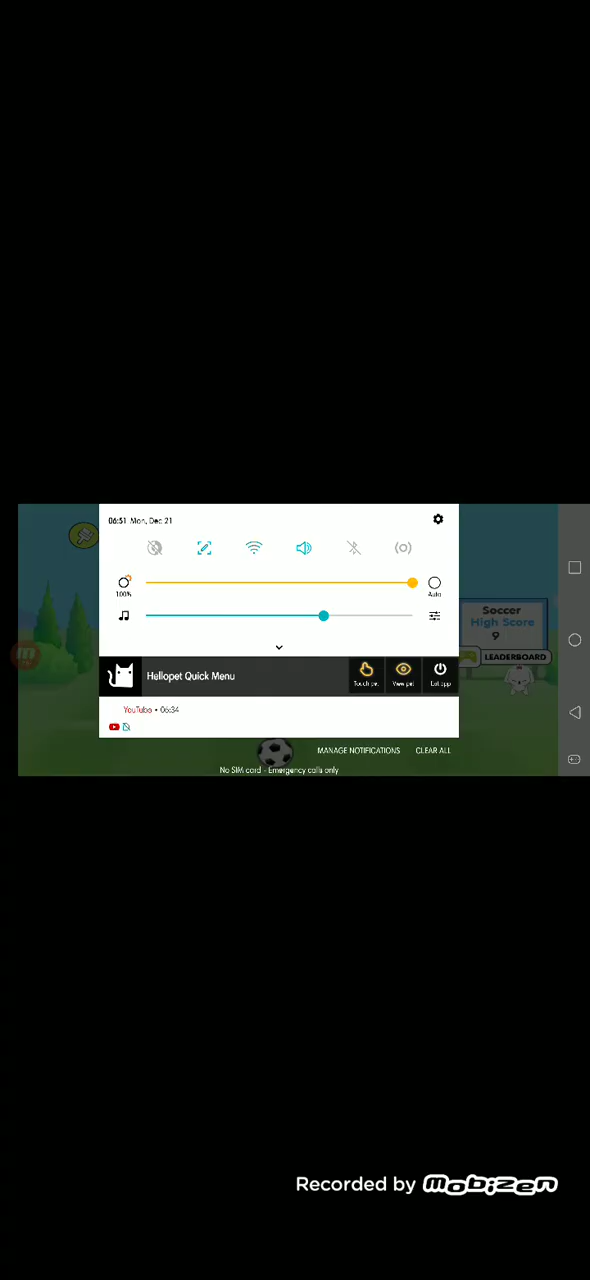 06:51 Mon, Dec 21
100%
Auto
Soccer
High Score
9
LEADERBOARD
Hellopet Quick Menu
Touch pet
View pet
Exit app
YouTube • 06:34
MANAGE NOTIFICATIONS
CLEAR ALL
No SIM card - Emergency calls only
Recorded by mobizen